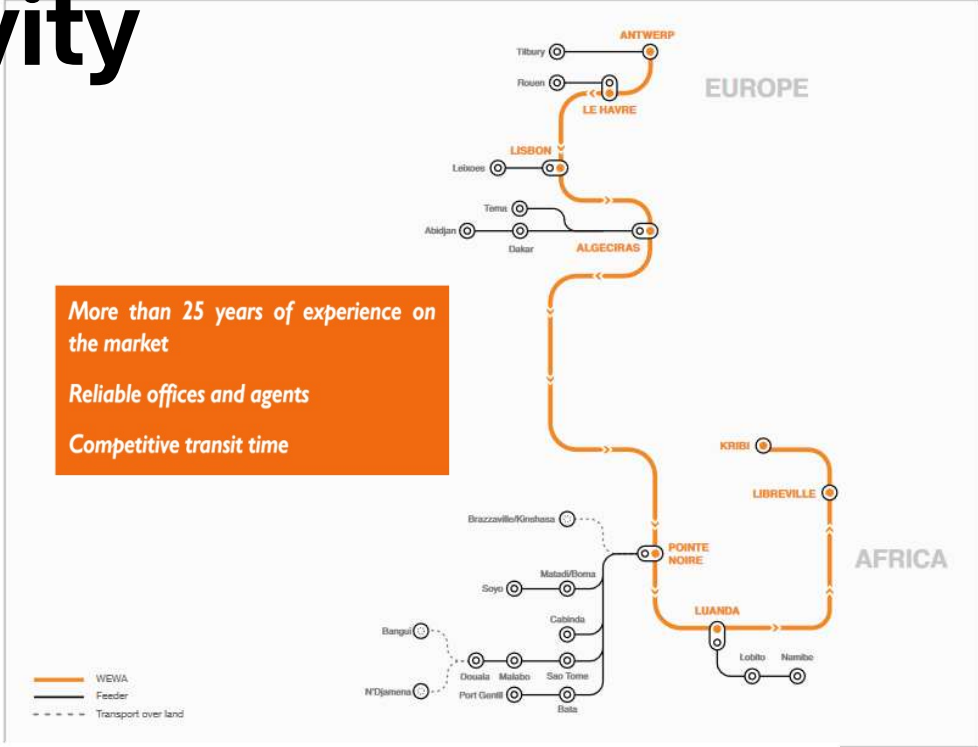 vity
ANTWERP
Tilbury
Rouen
EUROPE
LE HAVRE
LISBON
Leixoes
Tema
Abidjan
Dakar
ALGECIRAS
More than 25 years of experience on
the market
Reliable offices and agents
Competitive transit time
KRIBI
LIBREVILLE
Brazzaville/Kinshasa
POINTE
NOIRE
AFRICA
Matadi/Boma
Soyo
LUANDA
Cabinda
Bangui
Lobito Namibe
Douala Malabo Sao Tome
WEWA
N'Djamena
Port Gentil
Feeder
Bata
Transport over land